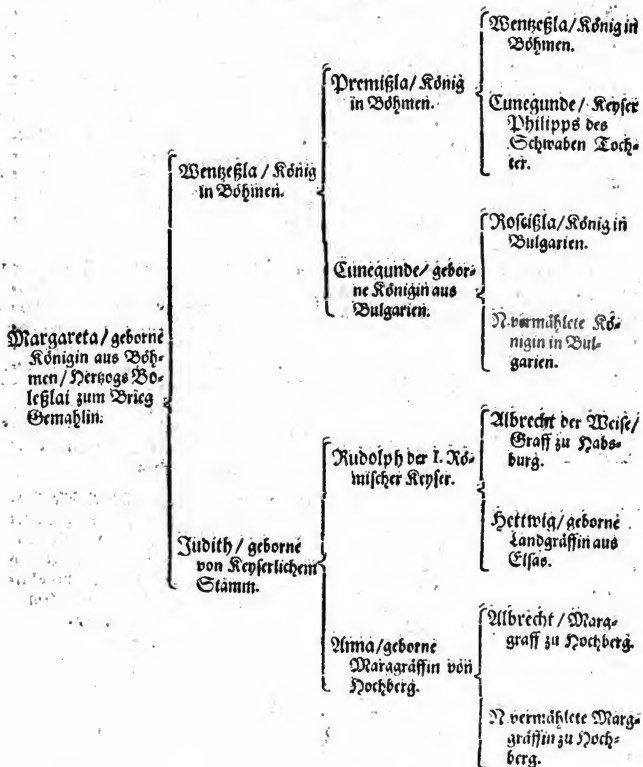 Margareta/ geborne
Königin aus Böh-
men/ Hertzogs Bo-
leßlai zum Brieg
Gemahlin.
Wentzeßla/ König
in Böhmen.
Judith/ geborne
von Keyserlichem
Stamm.
Premißla/ König
in Böhmen.
Cunegunde/ gebor-
ne Königin aus
Bulgarien.
Rudolph der I. Rö-
mischer Keyser.
Anna/ geborne
Marggräffin von
Hochberg.
Wentzeßla/ König in
Böhmen.
Cunegunde/ Keyser
Philipps des
Schwaben Toch-
ter.
Roscißla/ König in
Bulgarien.
N. vermählete Kö-
nigin in Bul-
garien.
Albrecht der Weise/
Graff zu Habs-
burg.
Hettwig/ geborne
Landgräffin aus
Elsas.
Albrecht/ Marg-
graff zu Hochberg.
N. vermählete Marg-
gräffin zu Hoch-
berg.